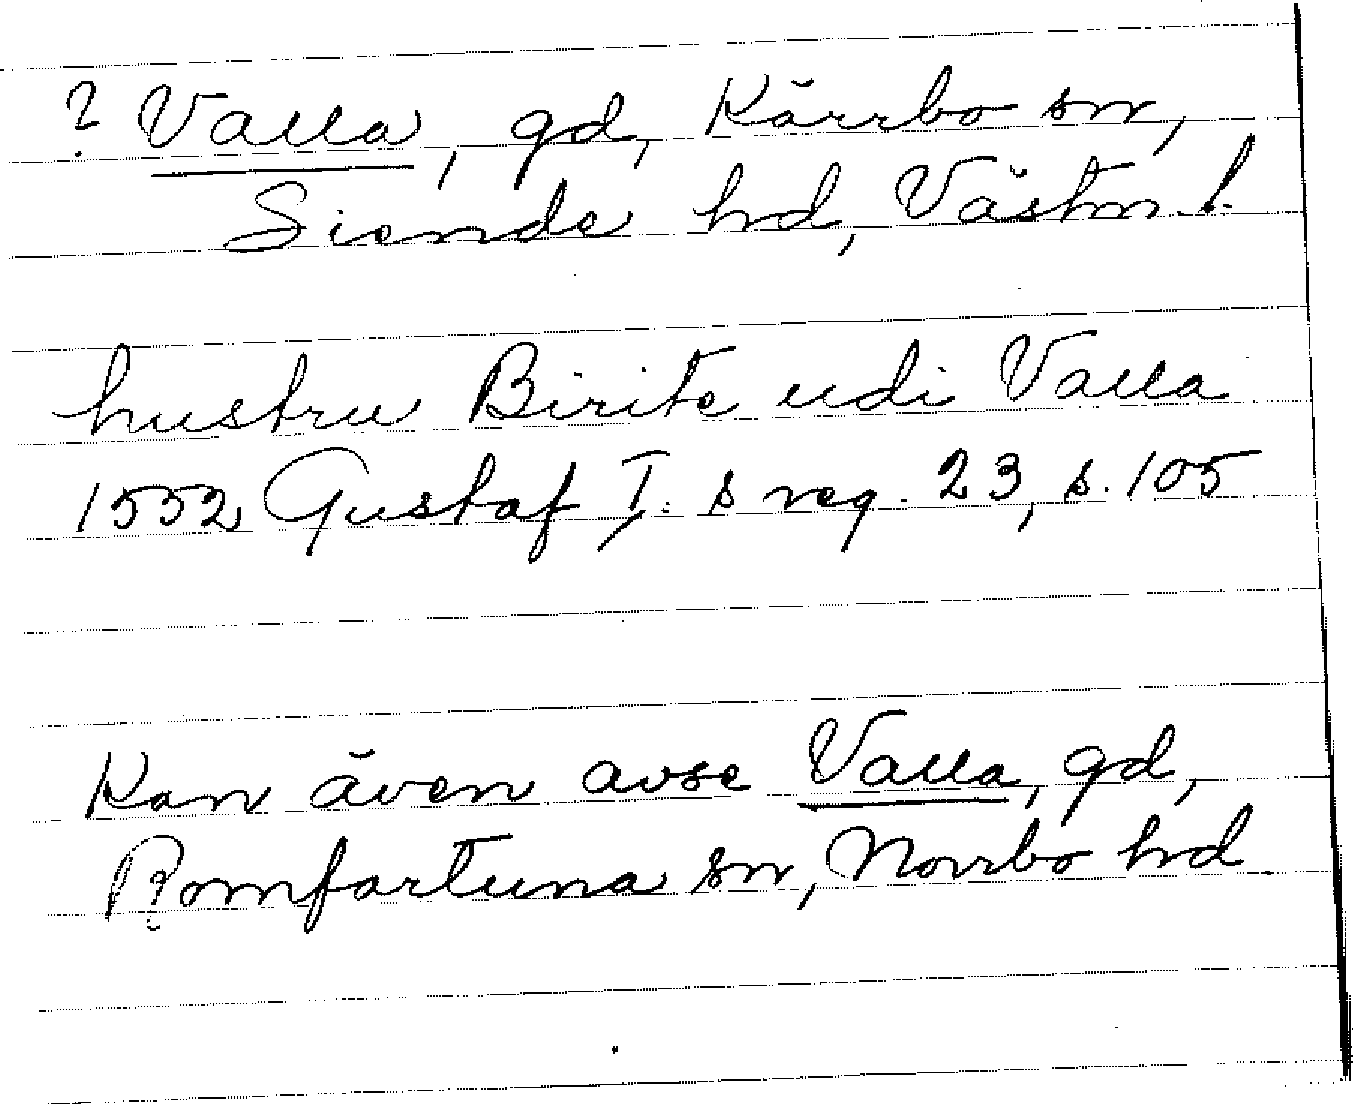 ? Valla, gd, Kärrbo sn,
Siende hd, Västm. l.
hustru Birite udi Valla
1552 Gustaf I:s reg. 23, s. 105
Kan även avse Valla, gd,
Romfartuna sn, Norrbo hd